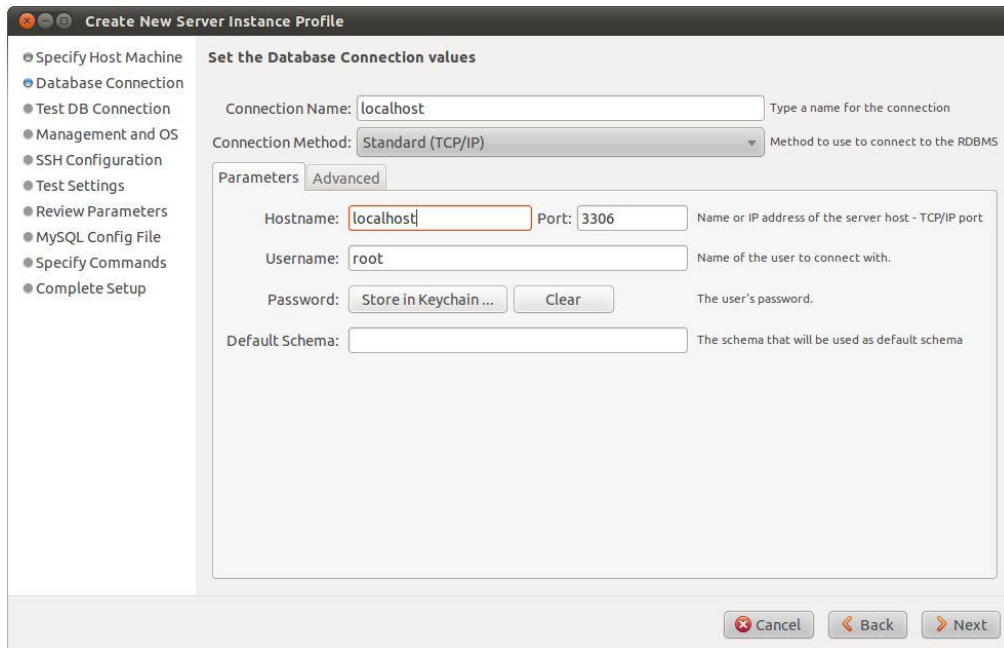 Create New Server Instance Profile
Specify Host Machine
Database Connection
Test DB Connection
Management and OS
SSH Configuration
Test Settings
Review Parameters
MySQL Config File
Specify Commands
Complete Setup
Set the Database Connection values
Connection Name: localhost Type a name for the connection
Connection Method: Standard (TCP/IP) Method to use to connect to the RDBMS
Parameters Advanced
Hostname: localhost Port: 3306 Name or IP address of the server host - TCP/IP port
Username: root Name of the user to connect with.
Password: Store in Keychain ... Clear The user's password.
Default Schema: The schema that will be used as default schema
Cancel Back Next